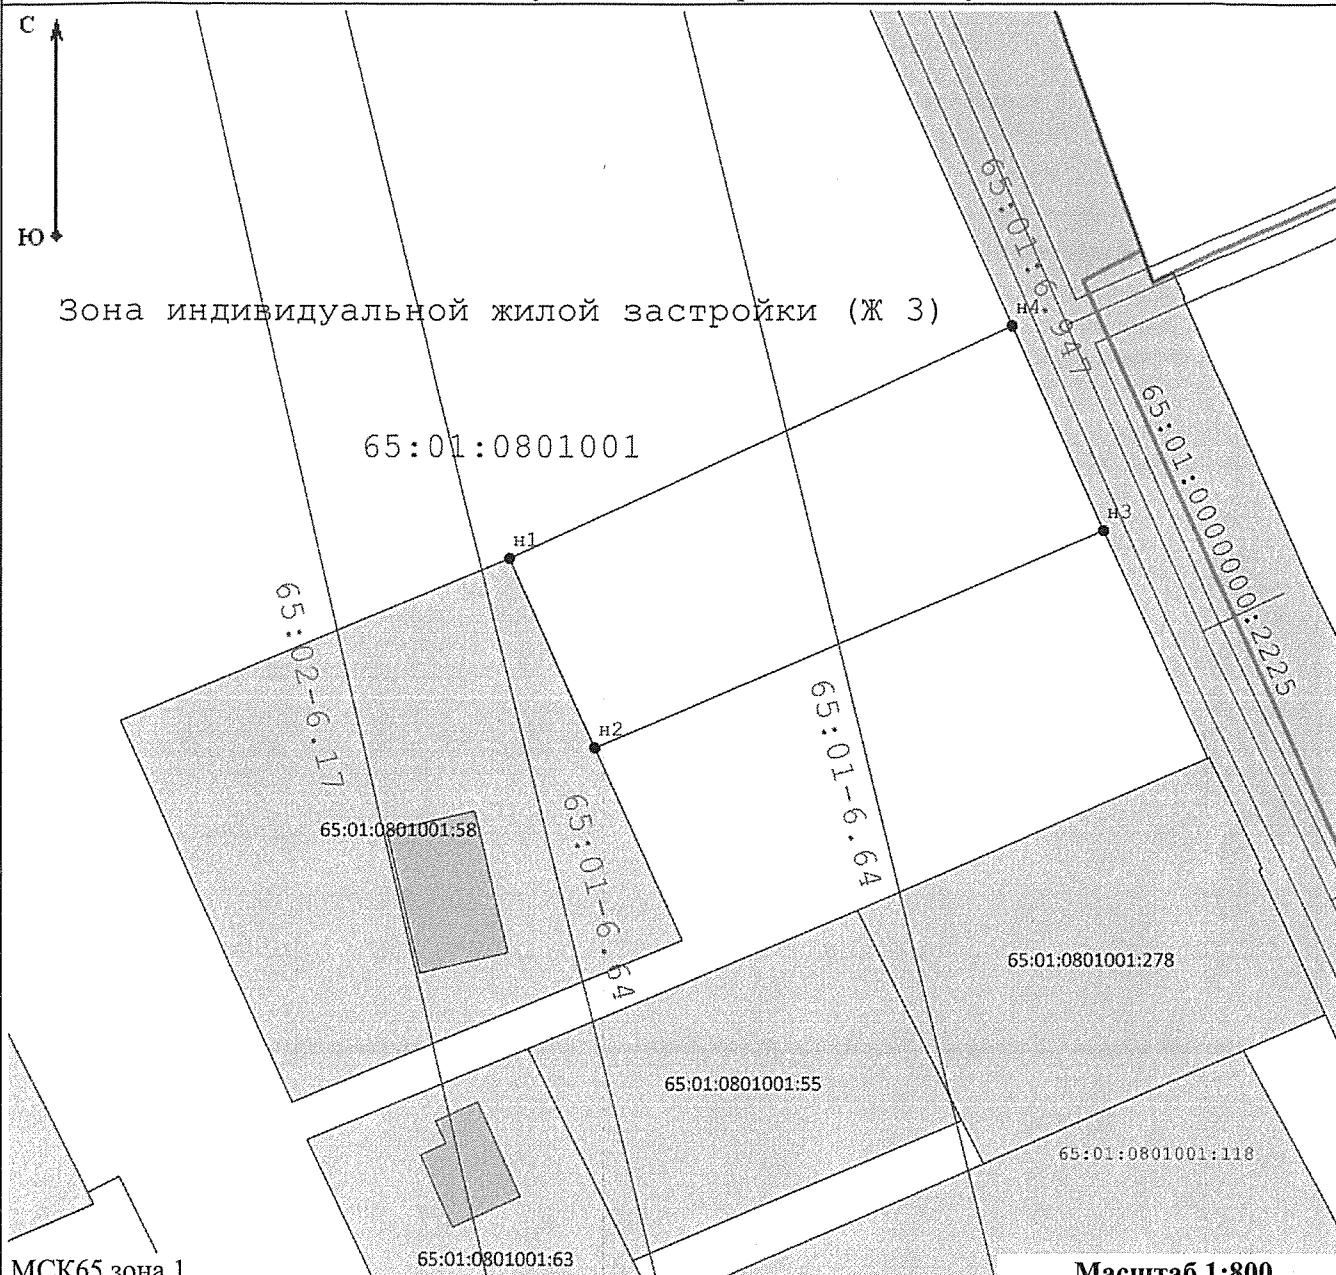 С
Ю
65:01:6.947
Зона индивидуальной жилой застройки (Ж 3)
н4
65:01:0801001
65:01:0000000:2225
н3
н1
65:02-6.17
65:01-6.64
н2
65:01-6.64
65:01:0801001:58
65:01:0801001:278
65:01:0801001:55
65:01:0801001:118
65:01:0801001:63
МСК65 зона 1
Масштаб 1:800